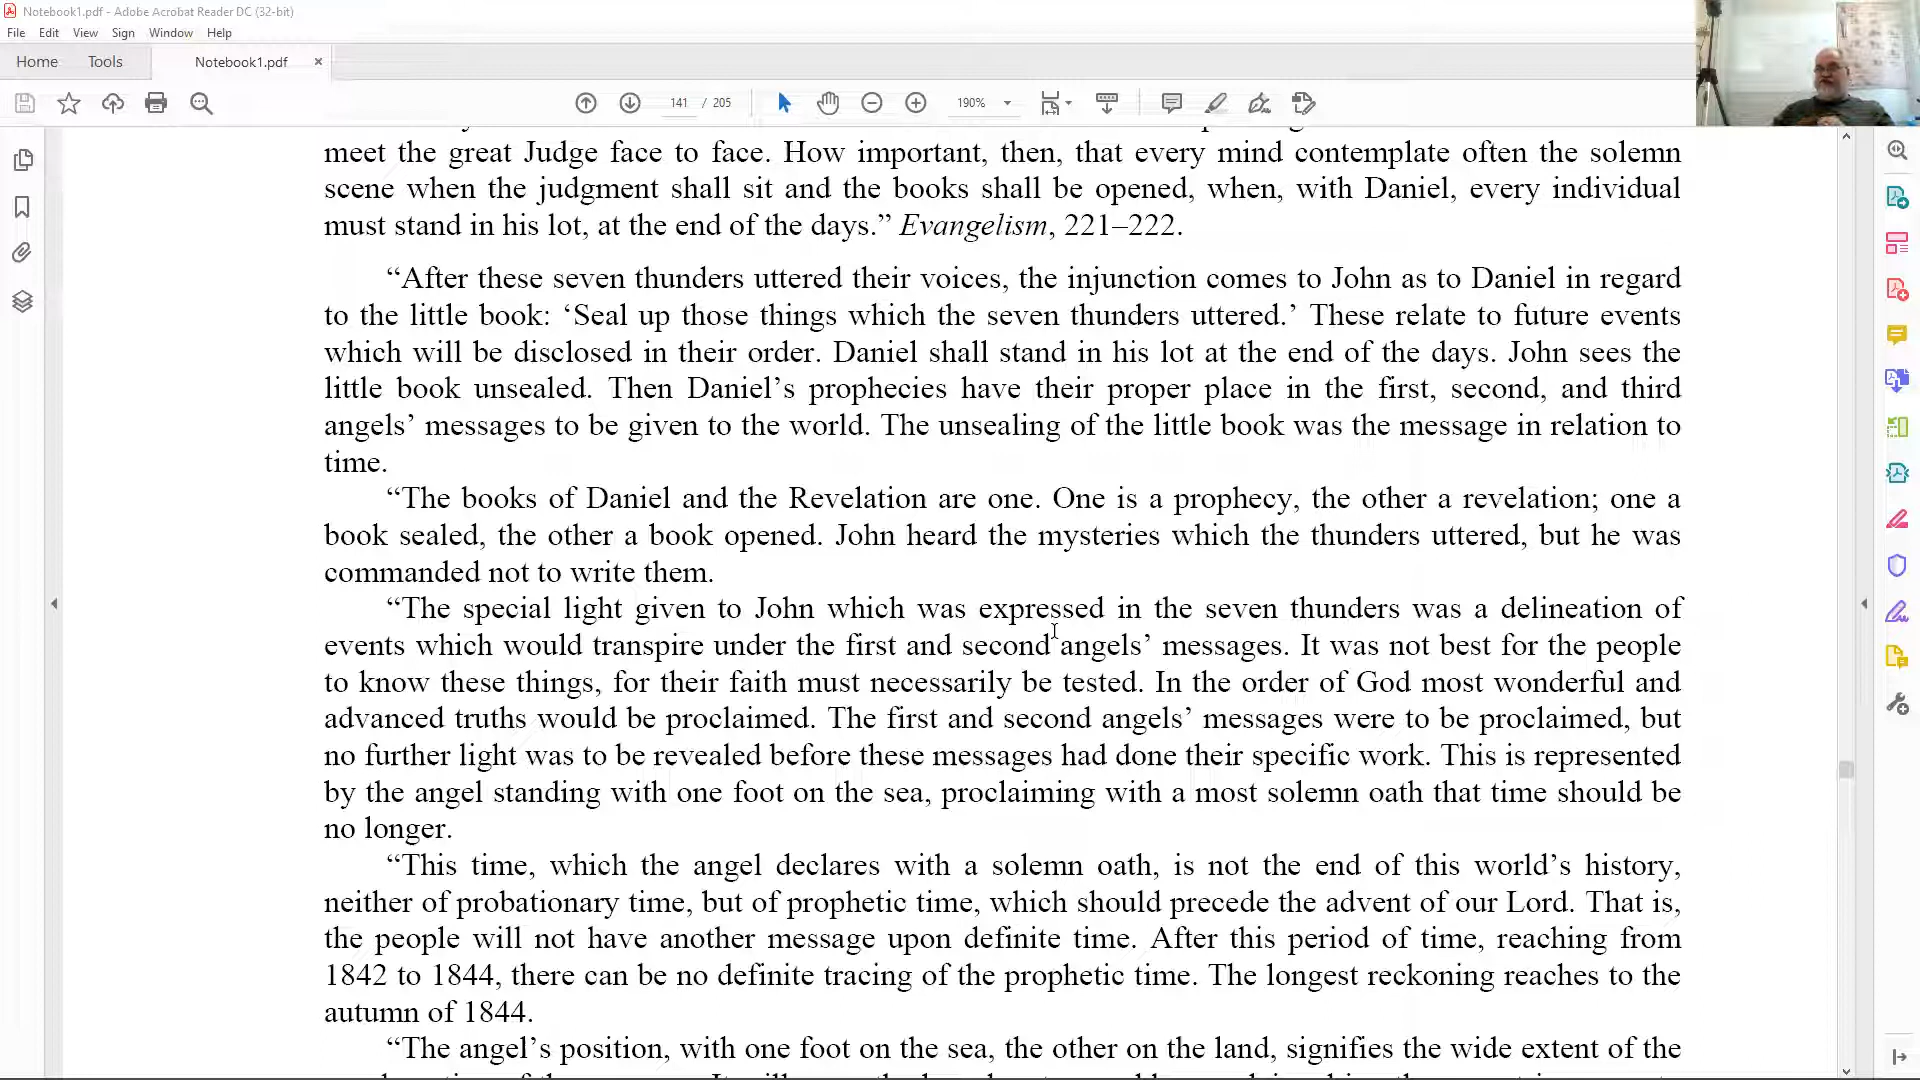 Notebook1.pdf - Adobe Acrobat Reader DC (32-bit)
File Edit View Sign Window Help
Home Tools Notebook1.pdf ×
141 / 205 190%
meet the great Judge face to face. How important, then, that every mind contemplate often the solemn
scene when the judgment shall sit and the books shall be opened, when, with Daniel, every individual
must stand in his lot, at the end of the days.” Evangelism, 221–222.
“After these seven thunders uttered their voices, the injunction comes to John as to Daniel in regard
to the little book: ‘Seal up those things which the seven thunders uttered.’ These relate to future events
which will be disclosed in their order. Daniel shall stand in his lot at the end of the days. John sees the
little book unsealed. Then Daniel’s prophecies have their proper place in the first, second, and third
angels’ messages to be given to the world. The unsealing of the little book was the message in relation to
time.
“The books of Daniel and the Revelation are one. One is a prophecy, the other a revelation; one a
book sealed, the other a book opened. John heard the mysteries which the thunders uttered, but he was
commanded not to write them.
“The special light given to John which was expressed in the seven thunders was a delineation of
events which would transpire under the first and second angels’ messages. It was not best for the people
to know these things, for their faith must necessarily be tested. In the order of God most wonderful and
advanced truths would be proclaimed. The first and second angels’ messages were to be proclaimed, but
no further light was to be revealed before these messages had done their specific work. This is represented
by the angel standing with one foot on the sea, proclaiming with a most solemn oath that time should be
no longer.
“This time, which the angel declares with a solemn oath, is not the end of this world’s history,
neither of probationary time, but of prophetic time, which should precede the advent of our Lord. That is,
the people will not have another message upon definite time. After this period of time, reaching from
1842 to 1844, there can be no definite tracing of the prophetic time. The longest reckoning reaches to the
autumn of 1844.
“The angel’s position, with one foot on the sea, the other on the land, signifies the wide extent of the